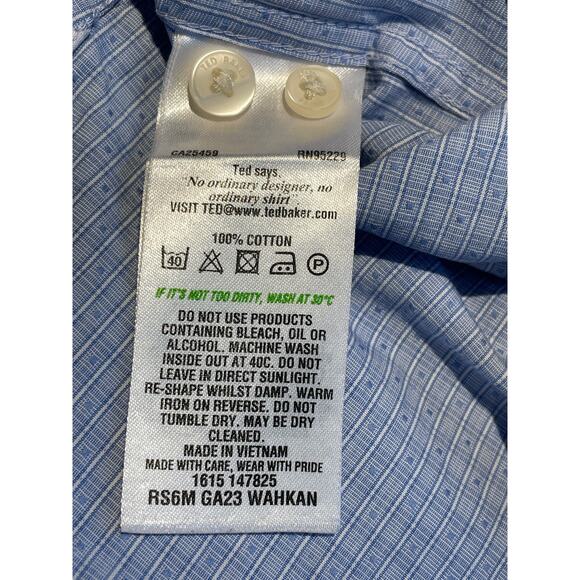 TED BAKER
CA25459 RN95229
Ted says.
"No ordinary designer, no
ordinary shirt".
VISIT TED@www.tedbaker.com
100% COTTON
40 P
IF IT'S NOT TOO DIRTY, WASH AT 30°C
DO NOT USE PRODUCTS
CONTAINING BLEACH, OIL OR
ALCOHOL. MACHINE WASH
INSIDE OUT AT 40C. DO NOT
LEAVE IN DIRECT SUNLIGHT.
RE-SHAPE WHILST DAMP. WARM
IRON ON REVERSE. DO NOT
TUMBLE DRY. MAY BE DRY
CLEANED.
MADE IN VIETNAM
MADE WITH CARE, WEAR WITH PRIDE
1615 147825
RS6M GA23 WAHKAN